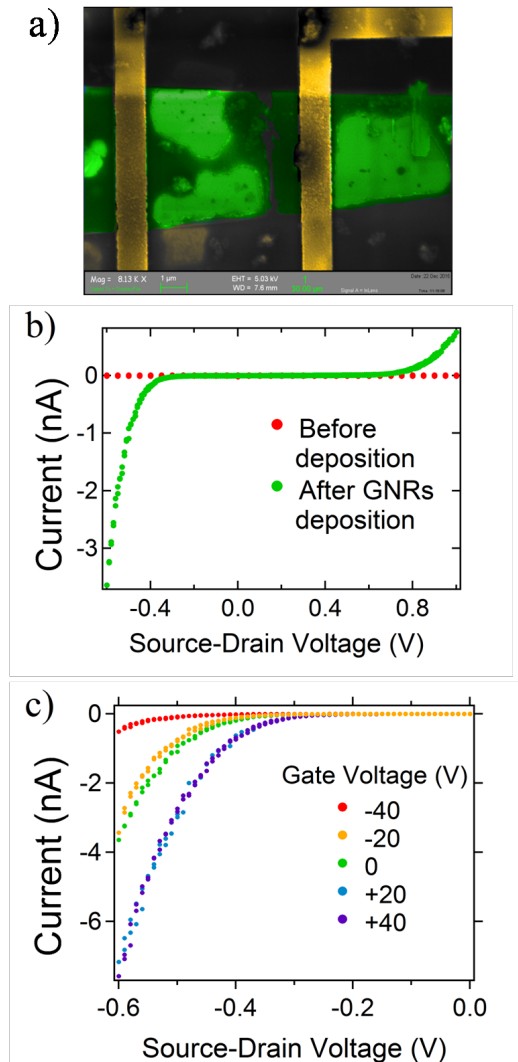 a)
Mag = 8.13 K X
1 µm
EHT = 5.03 kV
WD = 7.6 mm
Signal A = InLens
b)
0
-1
-2
-3
Current (nA)
Before
deposition
After GNRs
deposition
-0.4
0.0
0.4
0.8
Source-Drain Voltage (V)
c)
0
-2
-4
-6
Current (nA)
Gate Voltage (V)
-40
-20
0
+20
+40
-0.6
-0.4
-0.2
0.0
Source-Drain Voltage (V)